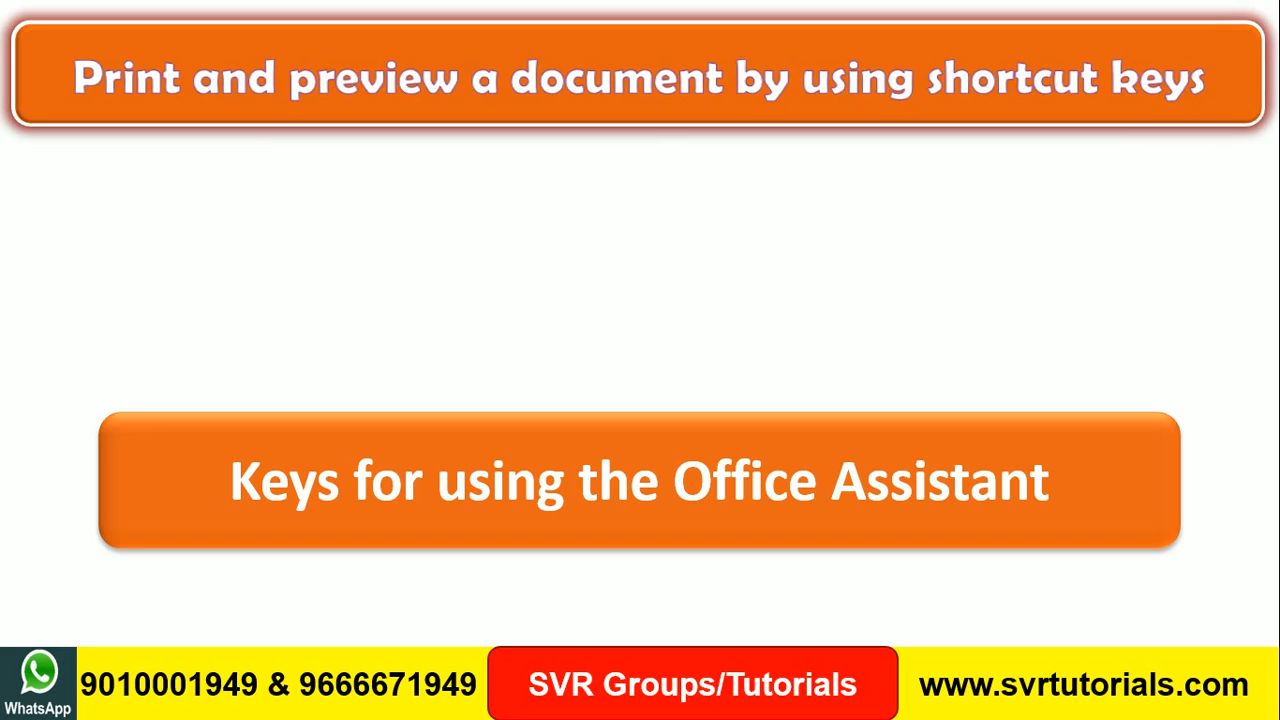 Print and preview a document by using shortcut keys
Keys for using the Office Assistant
WhatsApp
9010001949 & 9666671949
SVR Groups/Tutorials
www.svrtutorials.com